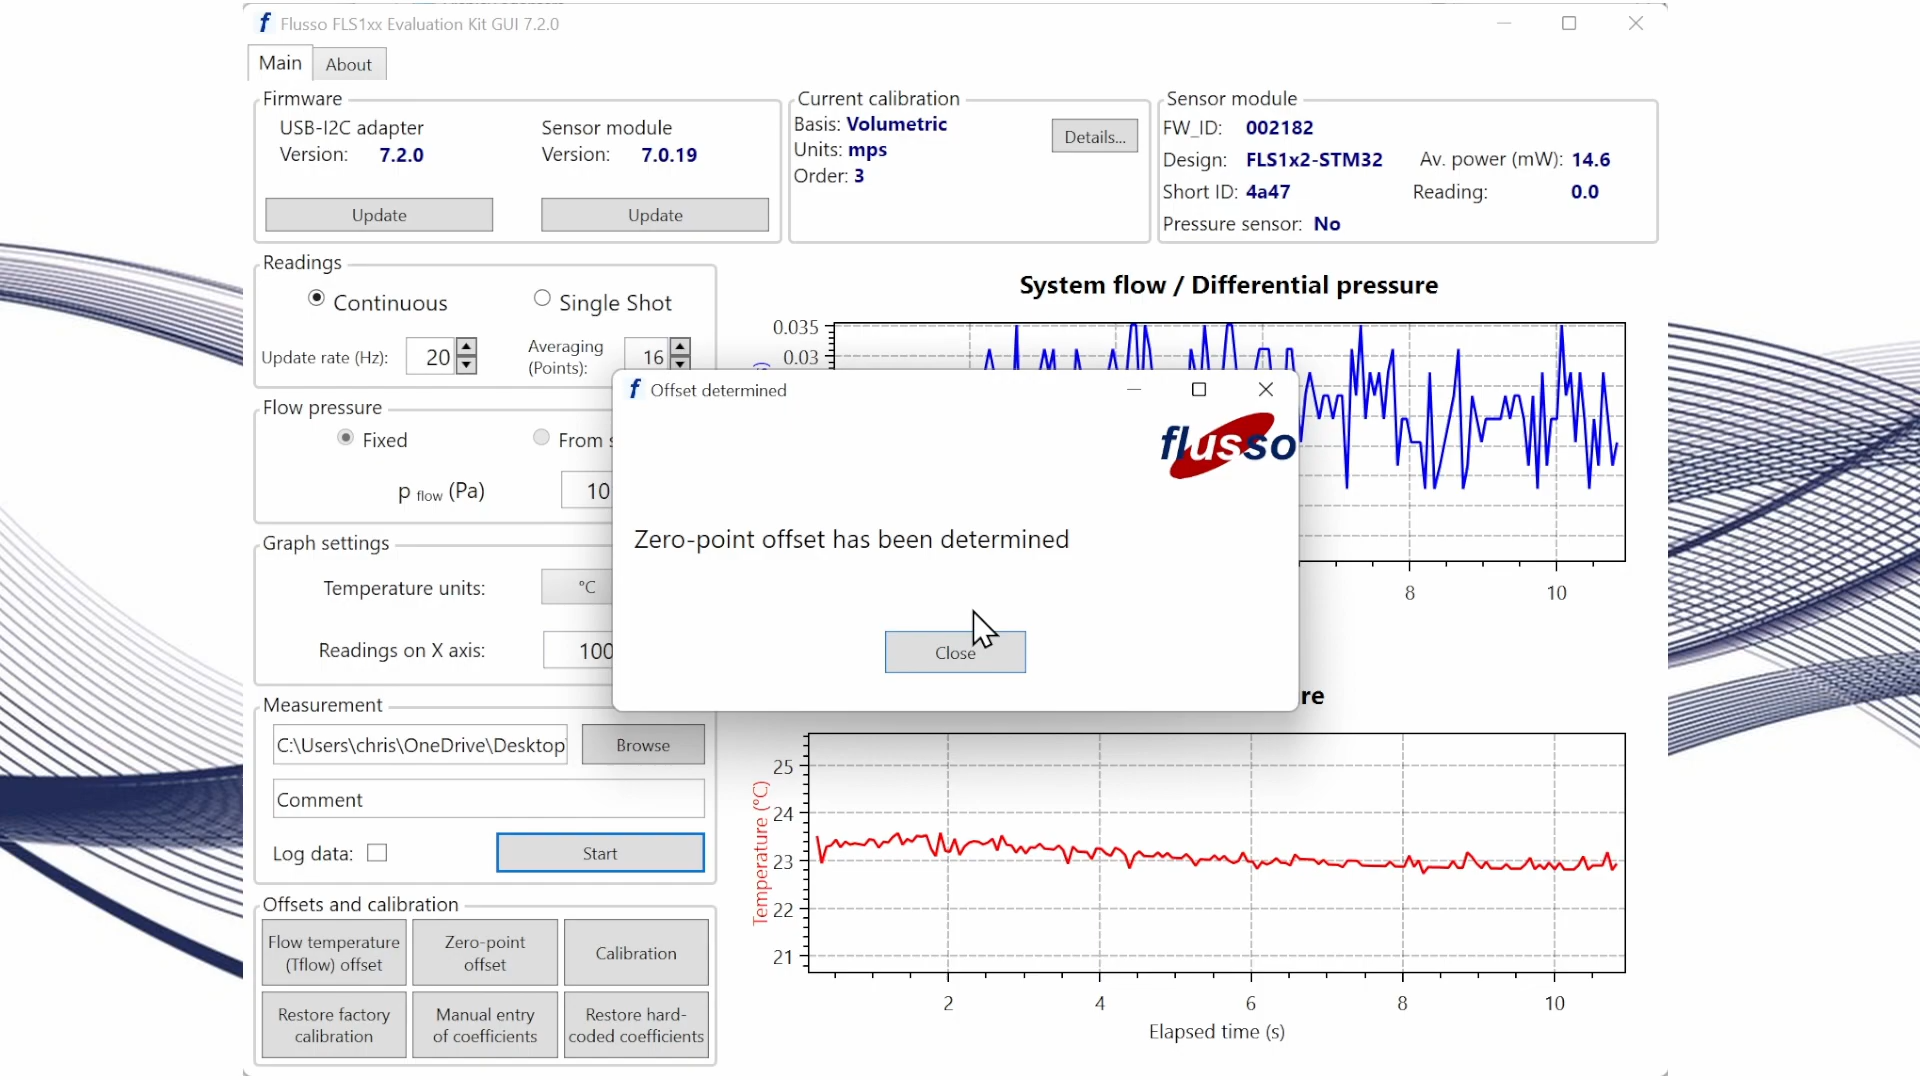 Flusso FLS1xx Evaluation Kit GUI 7.2.0
Main
About
Firmware
USB-I2C adapter
Version: 7.2.0
Update
Sensor module
Version: 7.0.19
Update
Current calibration
Basis: Volumetric
Units: mps
Order: 3
Details...
Sensor module
FW_ID: 002182
Design: FLS1x2-STM32
Av. power (mW): 14.6
Short ID: 4a47
Reading: 0.0
Pressure sensor: No
Readings
Continuous
Single Shot
Update rate (Hz): 20
Averaging
(Points): 16
Flow pressure
Fixed
From s
p flow (Pa)
10
Graph settings
Temperature units: °C
Readings on X axis: 100
Measurement
C:\Users\chris\OneDrive\Desktop
Browse
Comment
Log data:
Start
Offsets and calibration
Flow temperature
(Tflow) offset
Zero-point
offset
Calibration
Restore factory
calibration
Manual entry
of coefficients
Restore hard-
coded coefficients
System flow / Differential pressure
0.035
0.03
8
10
Offset determined
flusso
Zero-point offset has been determined
Close
re
Temperature (°C)
25
24
23
22
21
2
4
6
8
10
Elapsed time (s)